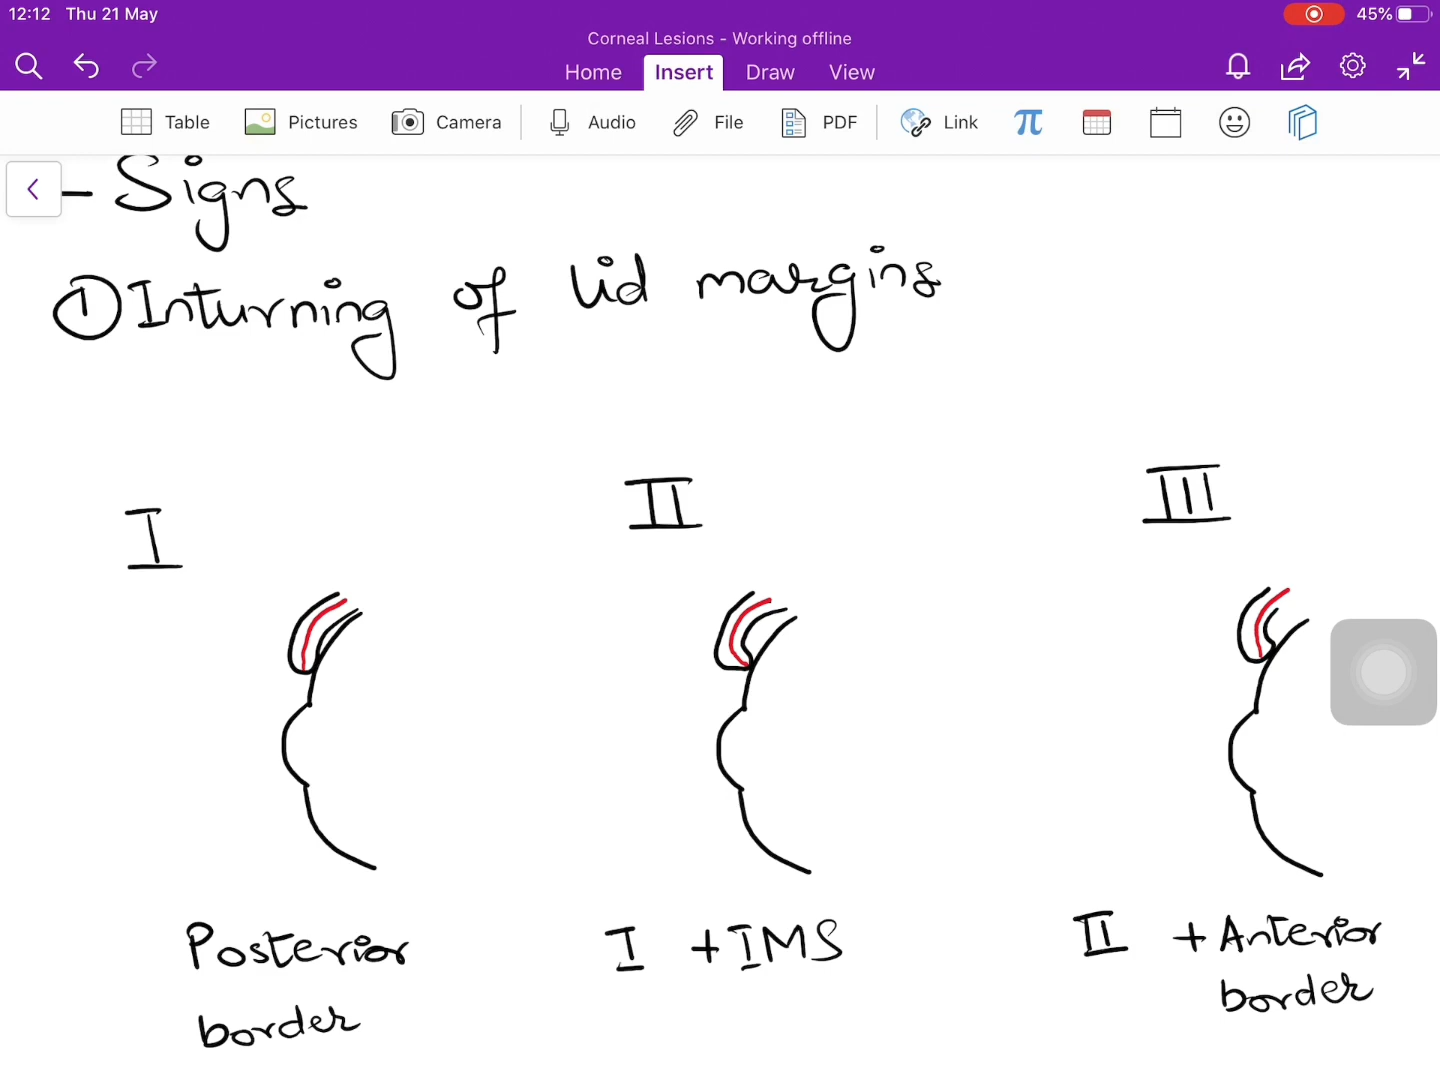 12:12 Thu 21 May
45%
Corneal Lesions - Working offline
Home Insert Draw View
Table Pictures Camera Audio File PDF Link π
- Signs
① Inturning of lid margins
I II III
Posterior border
I + IMS
II + Anterior border